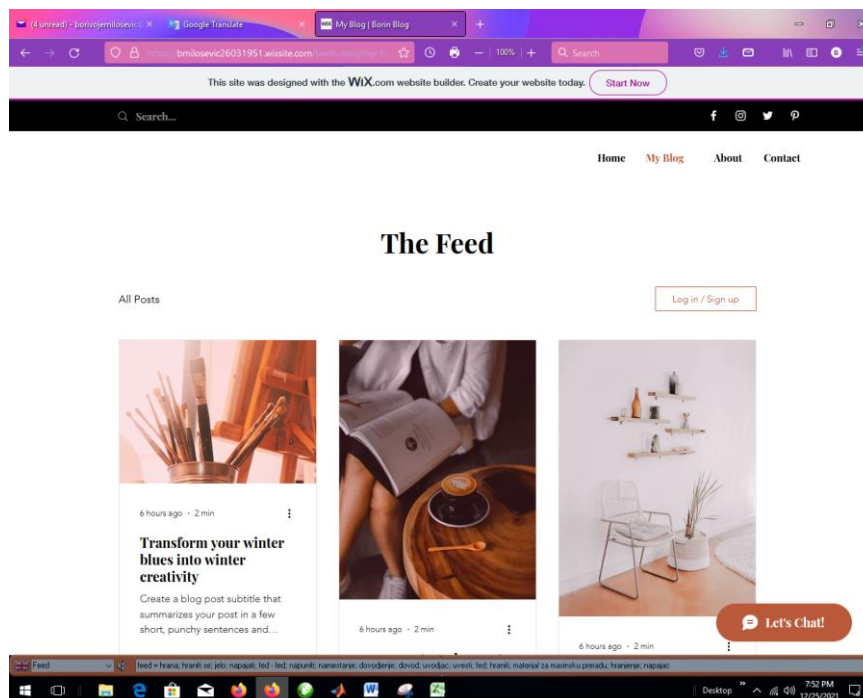 (4 unread) - borivojemilosevic
Google Translate
My Blog | Borin Blog
bmilosevic26031951.wixsite.com
100%
Search
This site was designed with the WiX.com website builder. Create your website today. Start Now
Search...
Home My Blog About Contact
The Feed
All Posts
Log in / Sign up
6 hours ago · 2 min
Transform your winter
blues into winter
creativity
Create a blog post subtitle that
summarizes your post in a few
short, punchy sentences and...
6 hours ago · 2 min
6 hours ago · 2 min
Let's Chat!
Feed
feed = hrana; hraniti se; jelo; napajati; fed - fed; napuniti; namestanje; dovodjenje; dovod; uvodjac; uvesti; fed; hraniti; materijal za masinsku preradu; hranjenje; napajac
Desktop
7:52 PM
12/25/2021